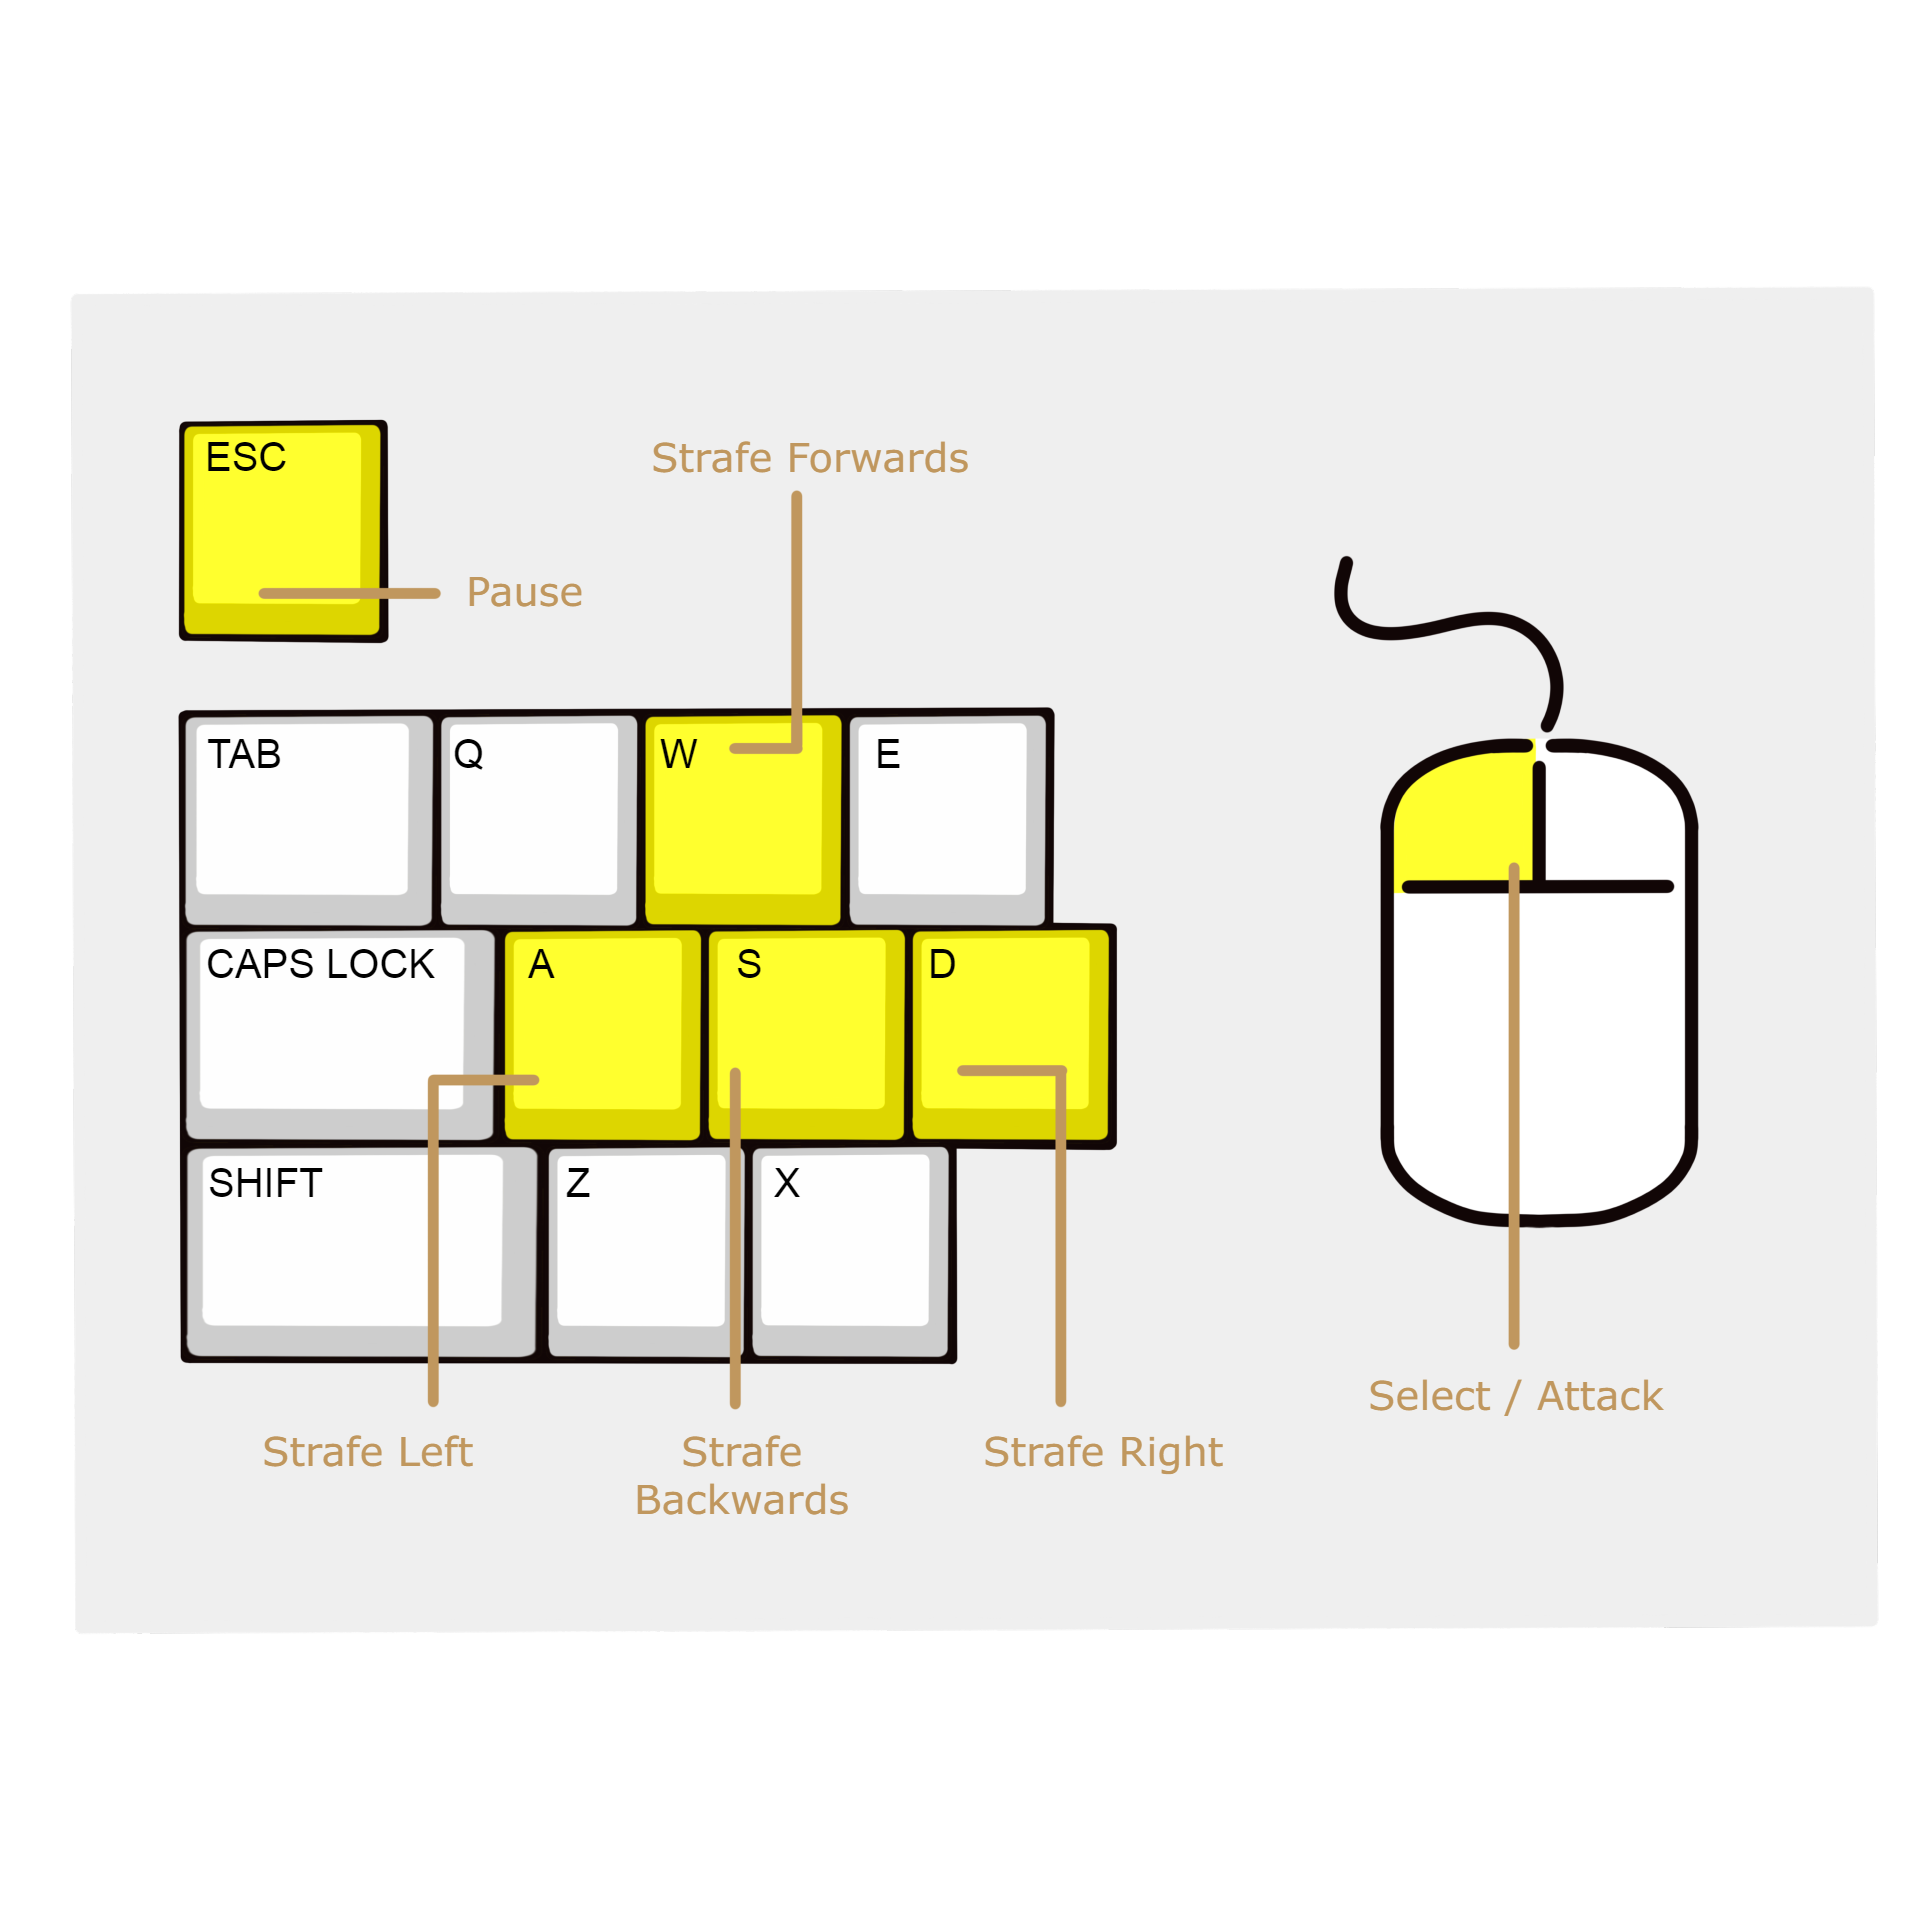 ESC
Strafe Forwards
Pause
TAB
Q
W
E
CAPS LOCK
A
S
D
SHIFT
Z
X
Select / Attack
Strafe Left
Strafe
Backwards
Strafe Right